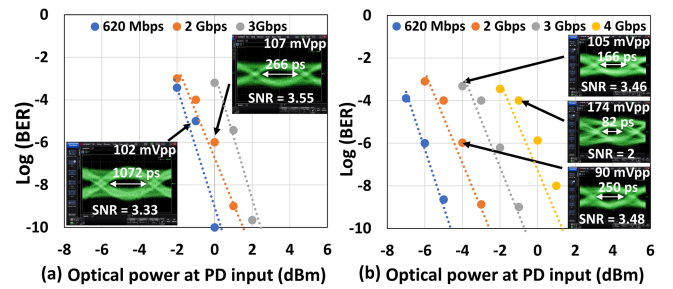 0
620 Mbps 2 Gbps 3Gbps
107 mVpp
266 ps
SNR = 3.55
-2
-4
102 mVpp
1072 ps
SNR = 3.33
-6
-8
-10
Log (BER)
-8 -6 -4 -2 0 2 4 6
(a) Optical power at PD input (dBm)
0
620 Mbps 2 Gbps 3 Gbps 4 Gbps
105 mVpp
166 ps
SNR = 3.46
-2
-4
174 mVpp
82 ps
SNR = 2
-6
90 mVpp
250 ps
SNR = 3.48
-8
-10
Log (BER)
-8 -6 -4 -2 0 2 4 6
(b) Optical power at PD input (dBm)